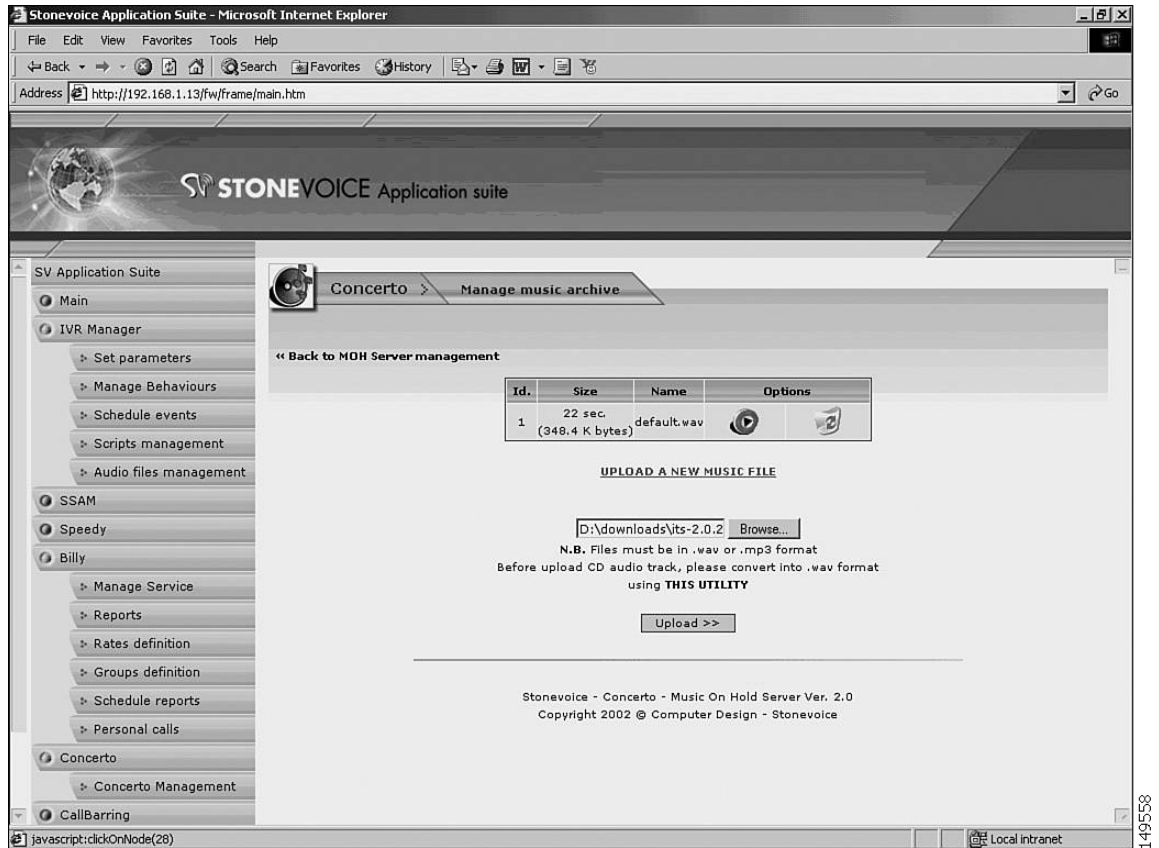 Stonevoice Application Suite - Microsoft Internet Explorer
File Edit View Favorites Tools Help
Back Search Favorites History
Address http://192.168.1.13/fw/frame/main.htm Go
SV STONEVOICE Application suite
SV Application Suite
Main
IVR Manager
Set parameters
Manage Behaviours
Schedule events
Scripts management
Audio files management
SSAM
Speedy
Billy
Manage Service
Reports
Rates definition
Groups definition
Schedule reports
Personal calls
Concerto
Concerto Management
CallBarring
Concerto > Manage music archive
‹‹ Back to MOH Server management
Id. Size Name Options
1 22 sec. (348.4 K bytes) default.wav
UPLOAD A NEW MUSIC FILE
D:\downloads\its-2.0.2 Browse...
N.B. Files must be in .wav or .mp3 format
Before upload CD audio track, please convert into .wav format
using THIS UTILITY
Upload >>
Stonevoice - Concerto - Music On Hold Server Ver. 2.0
Copyright 2002 © Computer Design - Stonevoice
javascript:clickOnNode(28) Local intranet
149558